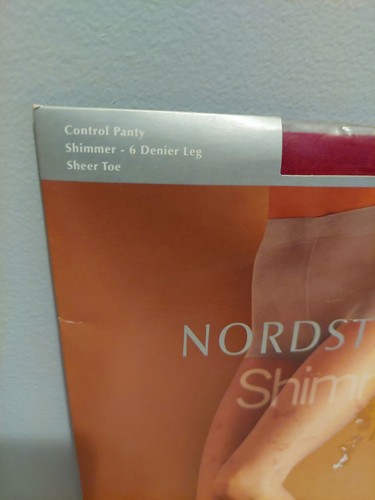 Control Panty
Shimmer - 6 Denier Leg
Sheer Toe
NORDST
Shimm